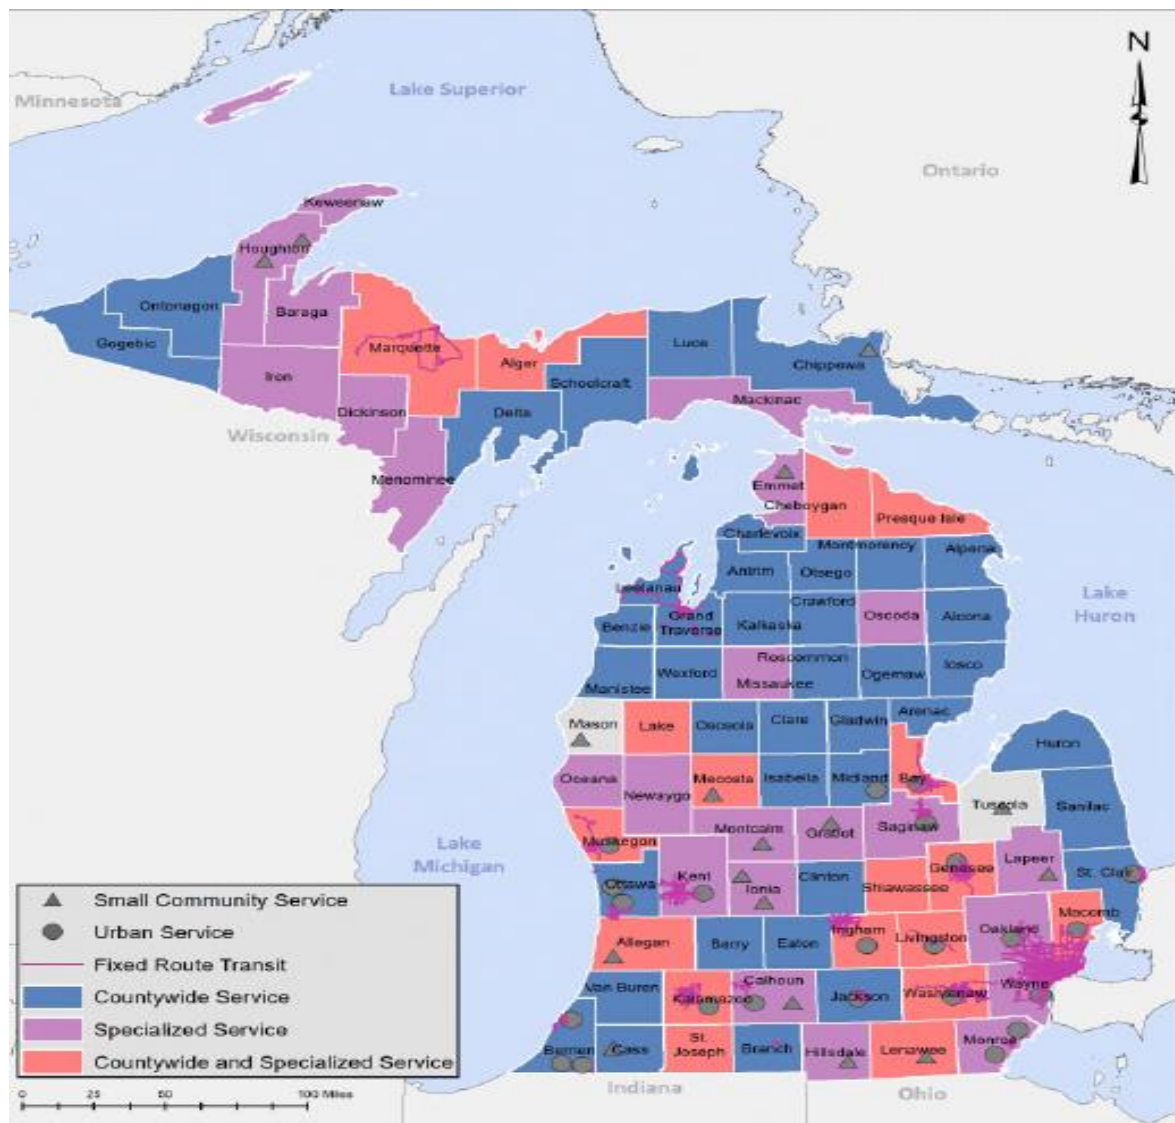 N
Lake Superior
Minnesota
Ontario
Keweenaw
Houghton
Ontonagon
Baraga
Gogebic
Marquette
Luce
Alger
Chippewa
Iron
Schoolcraft
Mackinac
Dickinson
Delta
Wisconsin
Menominee
Emmet
Cheboygan
Presque Isle
Charlevoix
Montmorency
Alpena
Antrim
Otsego
Leelanau
Lake
Huron
Crawford
Grand
Traverse
Oscoda
Alcona
Benzie
Kalkaska
Roscommon
Iosco
Wexford
Missaukee
Ogemaw
Manistee
Arenac
Mason
Lake
Osceola
Clare
Gladwin
Huron
Oceana
Mecosta
Isabella
Midland
Bay
Newaygo
Tuscola
Sanilac
Montcalm
Gratiot
Saginaw
Muskegon
Lake
Michigan
Lapeer
Genesee
Kent
St. Clair
Ottawa
Ionia
Clinton
Shiawassee
Macomb
Ingham
Livingston
Oakland
Allegan
Barry
Eaton
Calhoun
Wayne
Van Buren
Kalamazoo
Jackson
Washtenaw
St.
Joseph
Monroe
Berrien
Cass
Branch
Hillsdale
Lenawee
Indiana
Ohio
Small Community Service
Urban Service
Fixed Route Transit
Countywide Service
Specialized Service
Countywide and Specialized Service
0 25 50 100 Miles